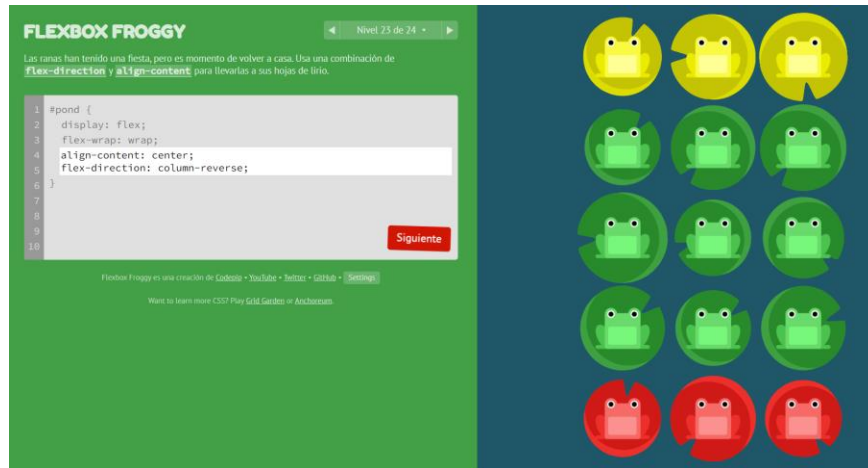 FLEXBOX FROGGY
Nivel 23 de 24
Las ranas han tenido una fiesta, pero es momento de volver a casa. Usa una combinación de
flex-direction y align-content para llevarlas a sus hojas de lirio.
1 #pond {
2 display: flex;
3 flex-wrap: wrap;
4 align-content: center;
5 flex-direction: column-reverse;
6 }
7
8
9
10
Siguiente
Flexbox Froggy es una creación de Codepip • YouTube • Twitter • GitHub • Settings
Want to learn more CSS? Play Grid Garden or Anchoreum.